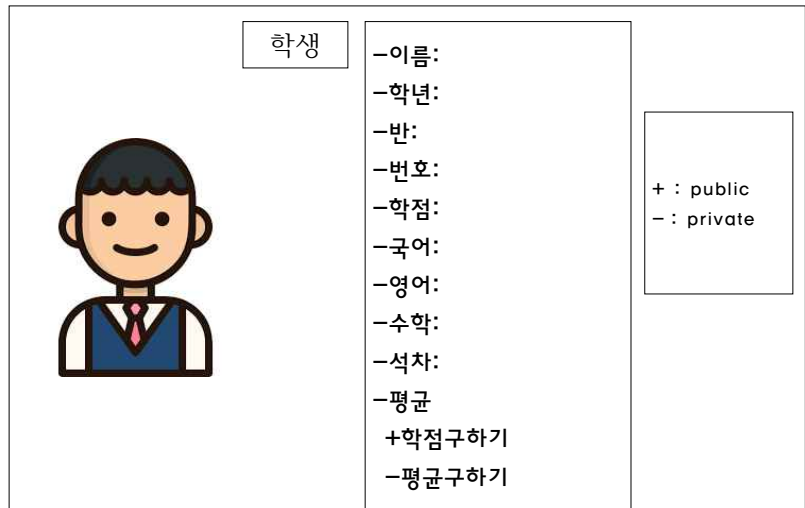 학생
-이름:
-학년:
-반:
-번호:
-학점:
-국어:
-영어:
-수학:
-석차:
-평균
+학점구하기
-평균구하기
+ : public
- : private